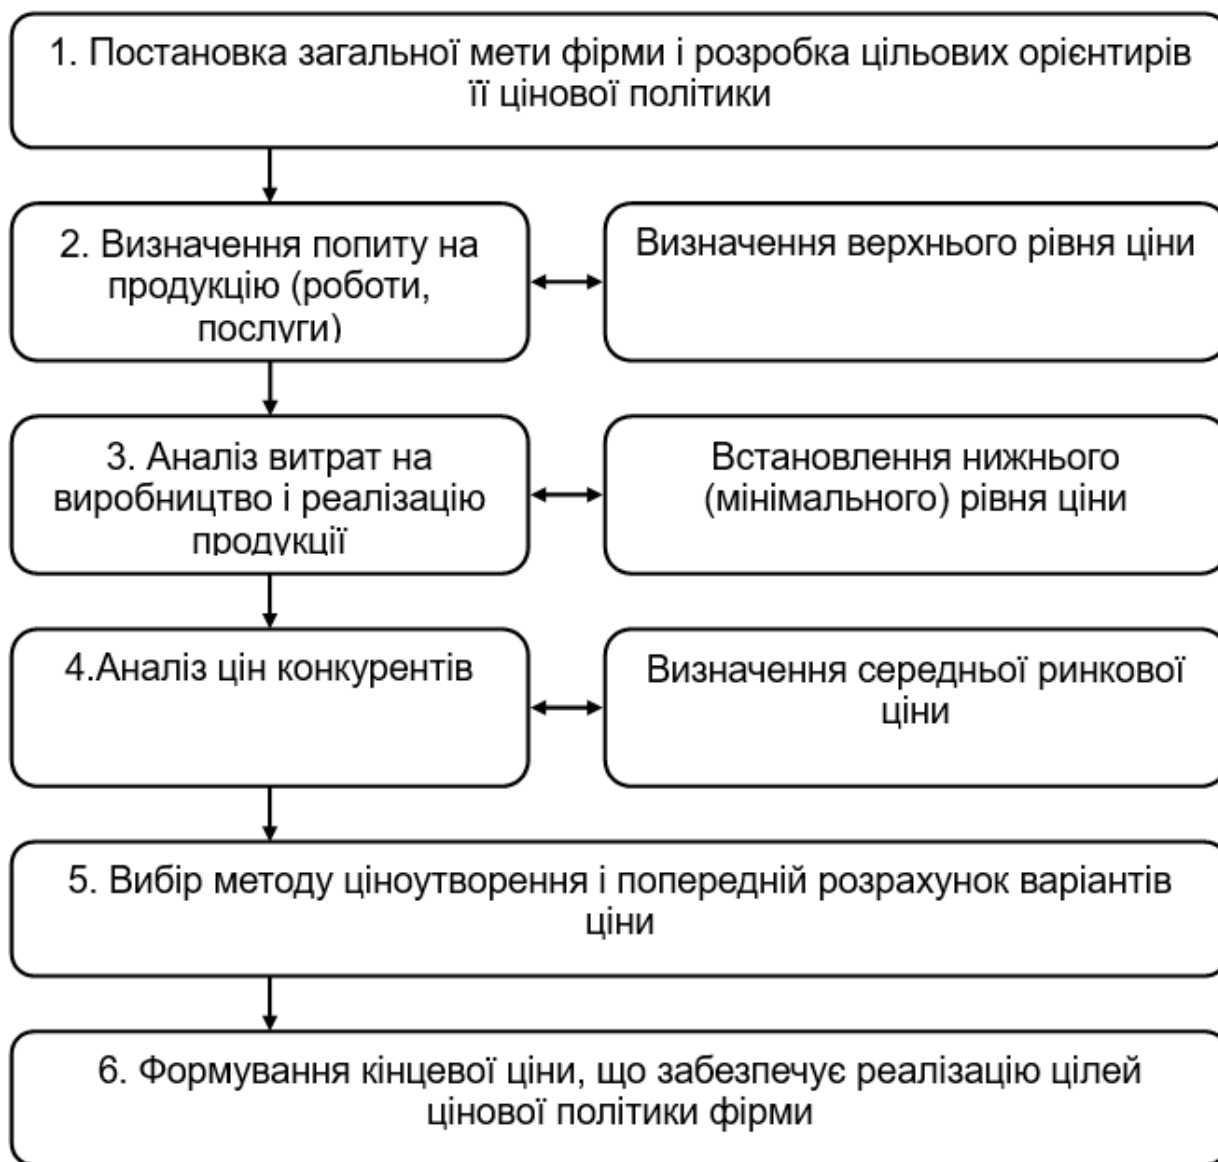 1. Постановка загальної мети фірми і розробка цільових орієнтирів
її цінової політики
2. Визначення попиту на
продукцію (роботи,
послуги)
Визначення верхнього рівня ціни
3. Аналіз витрат на
виробництво і реалізацію
продукції
Встановлення нижнього
(мінімального) рівня ціни
4.Аналіз цін конкурентів
Визначення середньої ринкової
ціни
5. Вибір методу ціноутворення і попередній розрахунок варіантів
ціни
6. Формування кінцевої ціни, що забезпечує реалізацію цілей
цінової політики фірми